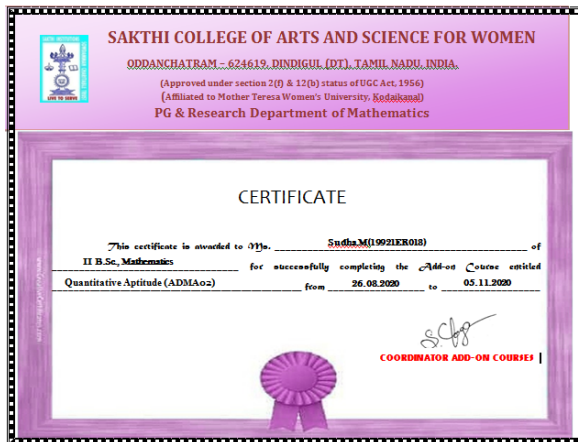 SAKTHI COLLEGE OF ARTS AND SCIENCE FOR WOMEN
ODDANCHATRAM – 624619, DINDIGUL (DT), TAMIL NADU, INDIA.
(Approved under section 2(f) & 12(b) status of UGC Act, 1956)
(Affiliated to Mother Teresa Women's University, Kodaikanal)
PG & Research Department of Mathematics
LIVE TO SERVE
CERTIFICATE
This certificate is awarded to Ms. Sudha.M(19921ER018) of
II B.Sc., Mathematics for successfully completing the Add-on Course entitled
Quantitative Aptitude (ADMA02) from 26.08.2020 to 05.11.2020
COORDINATOR ADD-ON COURSES